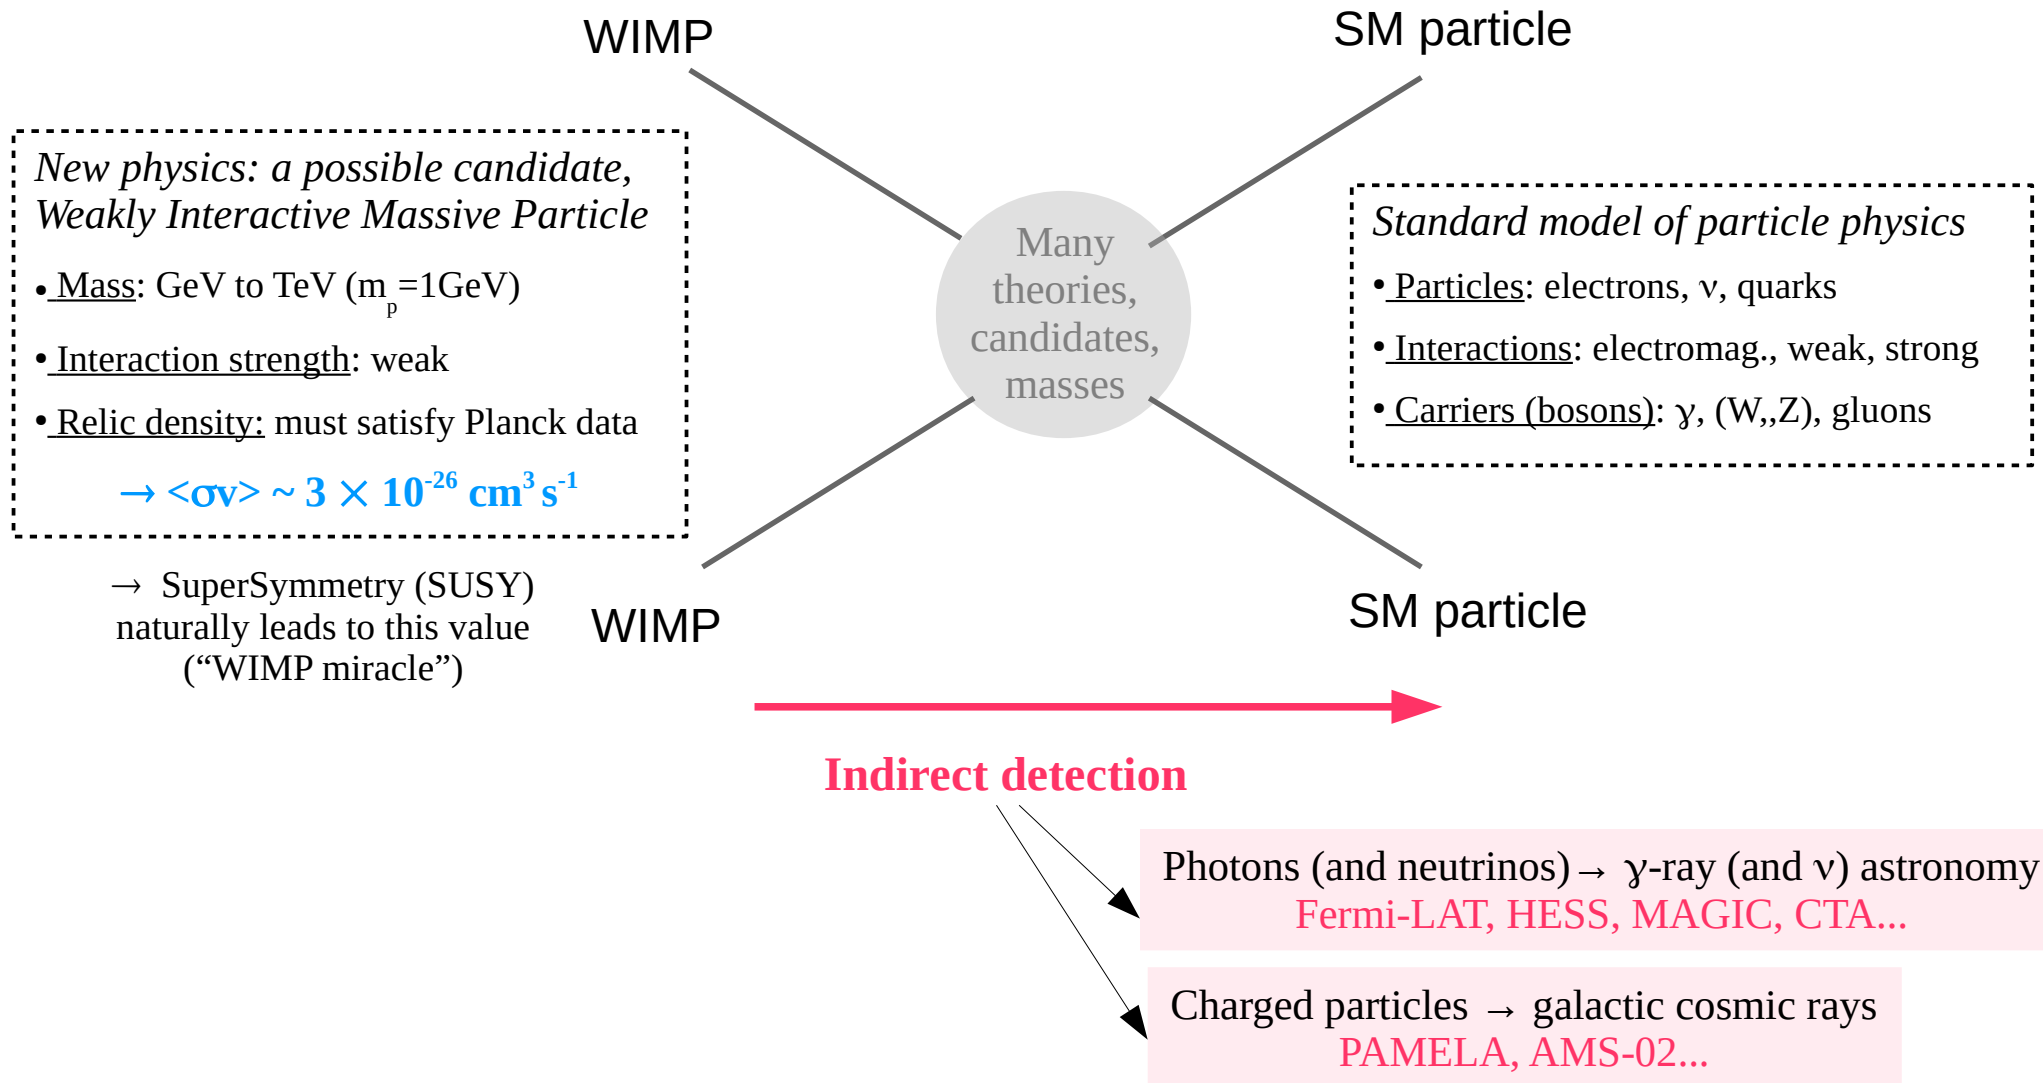 WIMP
SM particle
New physics: a possible candidate,
Weakly Interactive Massive Particle
• Mass: GeV to TeV (mp=1GeV)
• Interaction strength: weak
• Relic density: must satisfy Planck data
→ <σv> ~ 3 × 10-26 cm3 s-1
→ SuperSymmetry (SUSY)
naturally leads to this value
(“WIMP miracle”)
Many
theories,
candidates,
masses
Standard model of particle physics
• Particles: electrons, ν, quarks
• Interactions: electromag., weak, strong
• Carriers (bosons): γ, (W,,Z), gluons
WIMP
SM particle
Indirect detection
Photons (and neutrinos)→ γ-ray (and ν) astronomy
Fermi-LAT, HESS, MAGIC, CTA...
Charged particles → galactic cosmic rays
PAMELA, AMS-02...